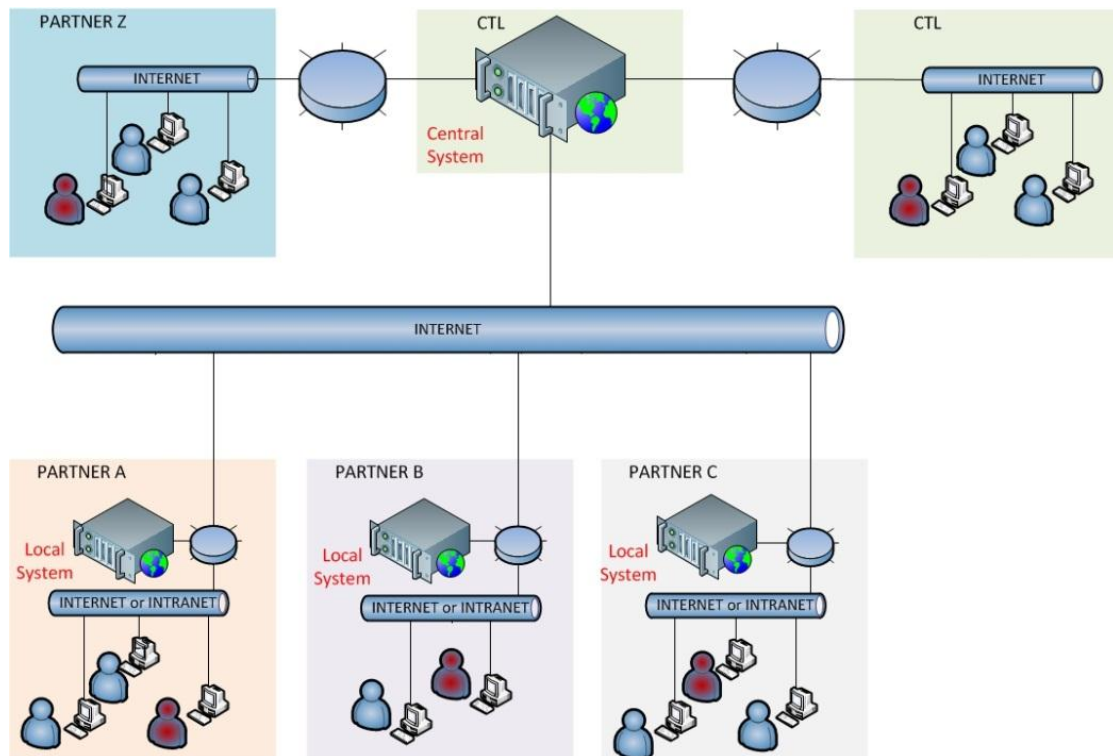 PARTNER Z
CTL
CTL
INTERNET
INTERNET
Central
System
INTERNET
PARTNER A
PARTNER B
PARTNER C
Local
System
Local
System
Local
System
INTERNET or INTRANET
INTERNET or INTRANET
INTERNET or INTRANET